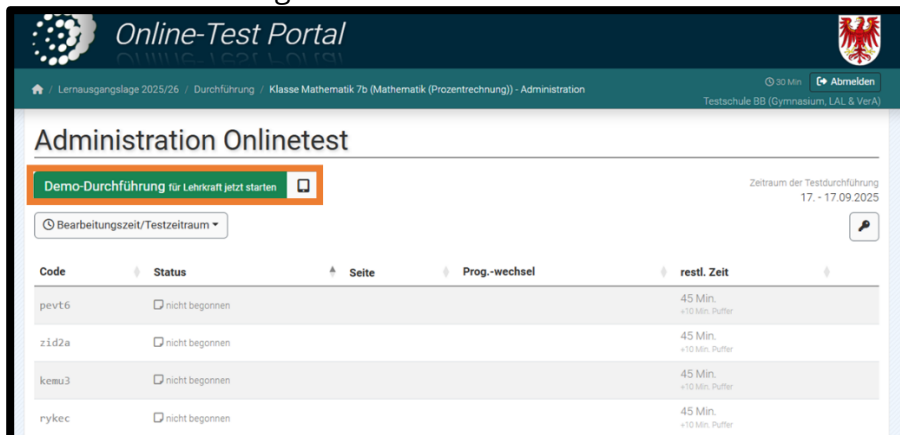 Online-Test Portal
/ Lernausgangslage 2025/26 / Durchführung / Klasse Mathematik 7b (Mathematik (Prozentrechnung)) - Administration
30 Min
Abmelden
Testschule BB (Gymnasium, LAL & VerA)
Administration Onlinetest
Demo-Durchführung für Lehrkraft jetzt starten
Zeitraum der Testdurchführung
17. - 17.09.2025
Bearbeitungszeit/Testzeitraum
Code Status Seite Prog.-wechsel restl. Zeit
pevt6 nicht begonnen 45 Min.
+10 Min. Puffer
zid2a nicht begonnen 45 Min.
+10 Min. Puffer
kemu3 nicht begonnen 45 Min.
+10 Min. Puffer
rykec nicht begonnen 45 Min.
+10 Min. Puffer